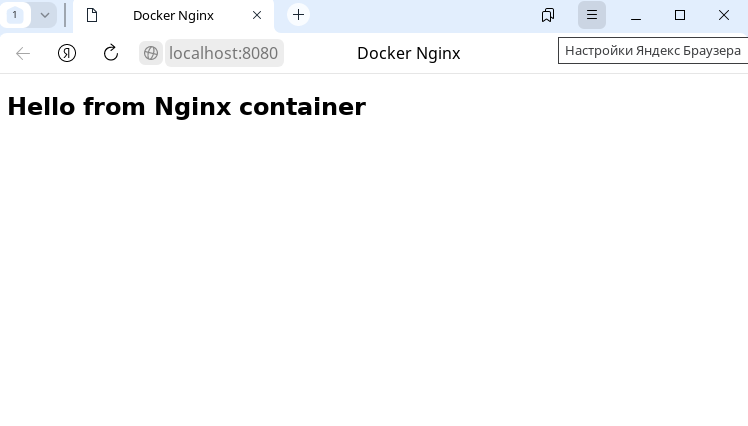 1
Docker Nginx
Я
localhost:8080
Docker Nginx
Настройки Яндекс Браузера
Hello from Nginx container